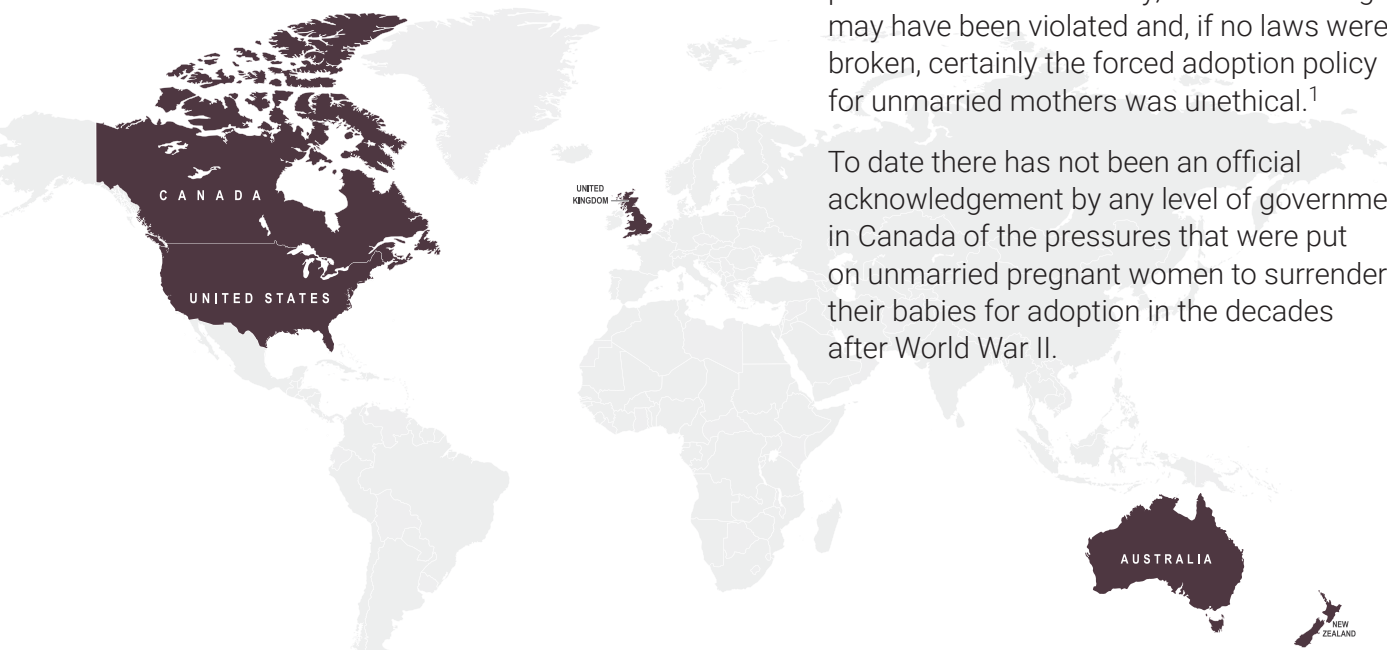 may have been violated and, if no laws were
broken, certainly the forced adoption policy
for unmarried mothers was unethical.1
To date there has not been an official
acknowledgement by any level of governme
in Canada of the pressures that were put
on unmarried pregnant women to surrender
their babies for adoption in the decades
after World War II.
CANADA
UNITED STATES
UNITED
KINGDOM
AUSTRALIA
NEW
ZEALAND